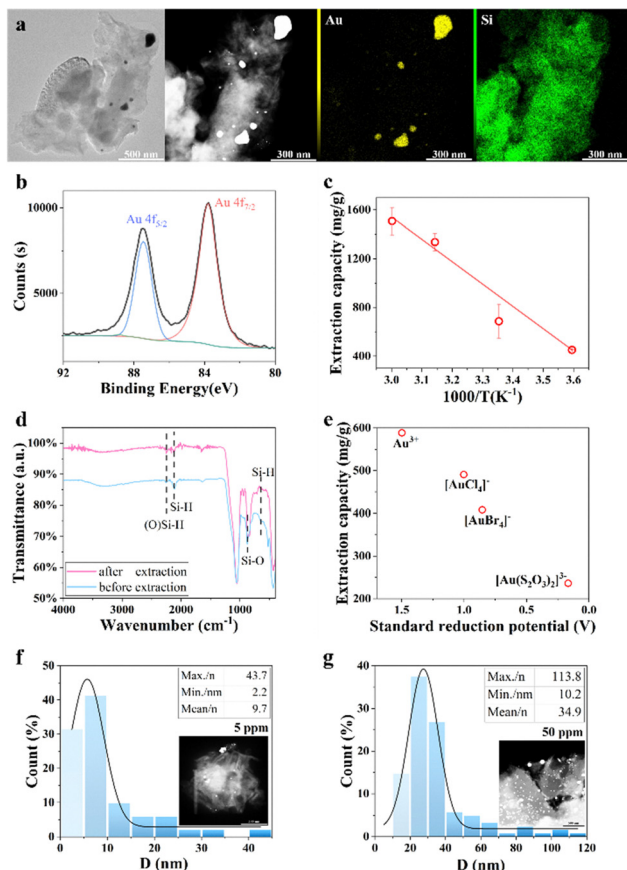 a
Au
Si
500 nm
300 nm
300 nm
300 nm
b
Au 4f5/2
Au 4f7/2
10000
5000
Counts (s)
92
88
84
80
Binding Energy(eV)
c
1600
1200
800
400
Extraction capacity (mg/g)
3.0
3.1
3.2
3.3
3.4
3.5
3.6
1000/T(K-1)
d
100%
90%
80%
70%
60%
50%
Transmittance (a.u.)
Si-H
Si-H
(O)Si-H
Si-O
after extraction
before extraction
4000
3000
2000
1000
Wavenumber (cm-1)
e
600
500
400
300
200
Extraction capacity (mg/g)
Au3+
[AuCl4]-
[AuBr4]-
[Au(S2O3)2]3-
1.5
1.0
0.5
0.0
Standard reduction potential (V)
f
50
40
30
20
10
0
Count (%)
Max./n 43.7
Min./nm 2.2
Mean/n 9.7
5 ppm
0
10
20
30
40
D (nm)
g
40
30
20
10
0
Count (%)
Max./n 113.8
Min./nm 10.2
Mean/n 34.9
50 ppm
0
20
40
60
80
100
120
D (nm)